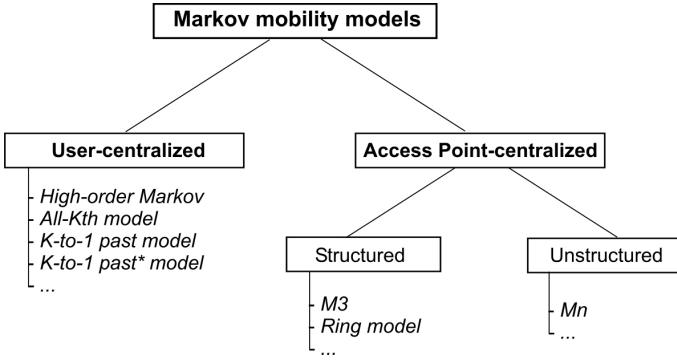 Markov mobility models
User-centralized
Access Point-centralized
High-order Markov
All-Kth model
K-to-1 past model
K-to-1 past* model
...
Structured
Unstructured
M3
Ring model
...
Mn
...